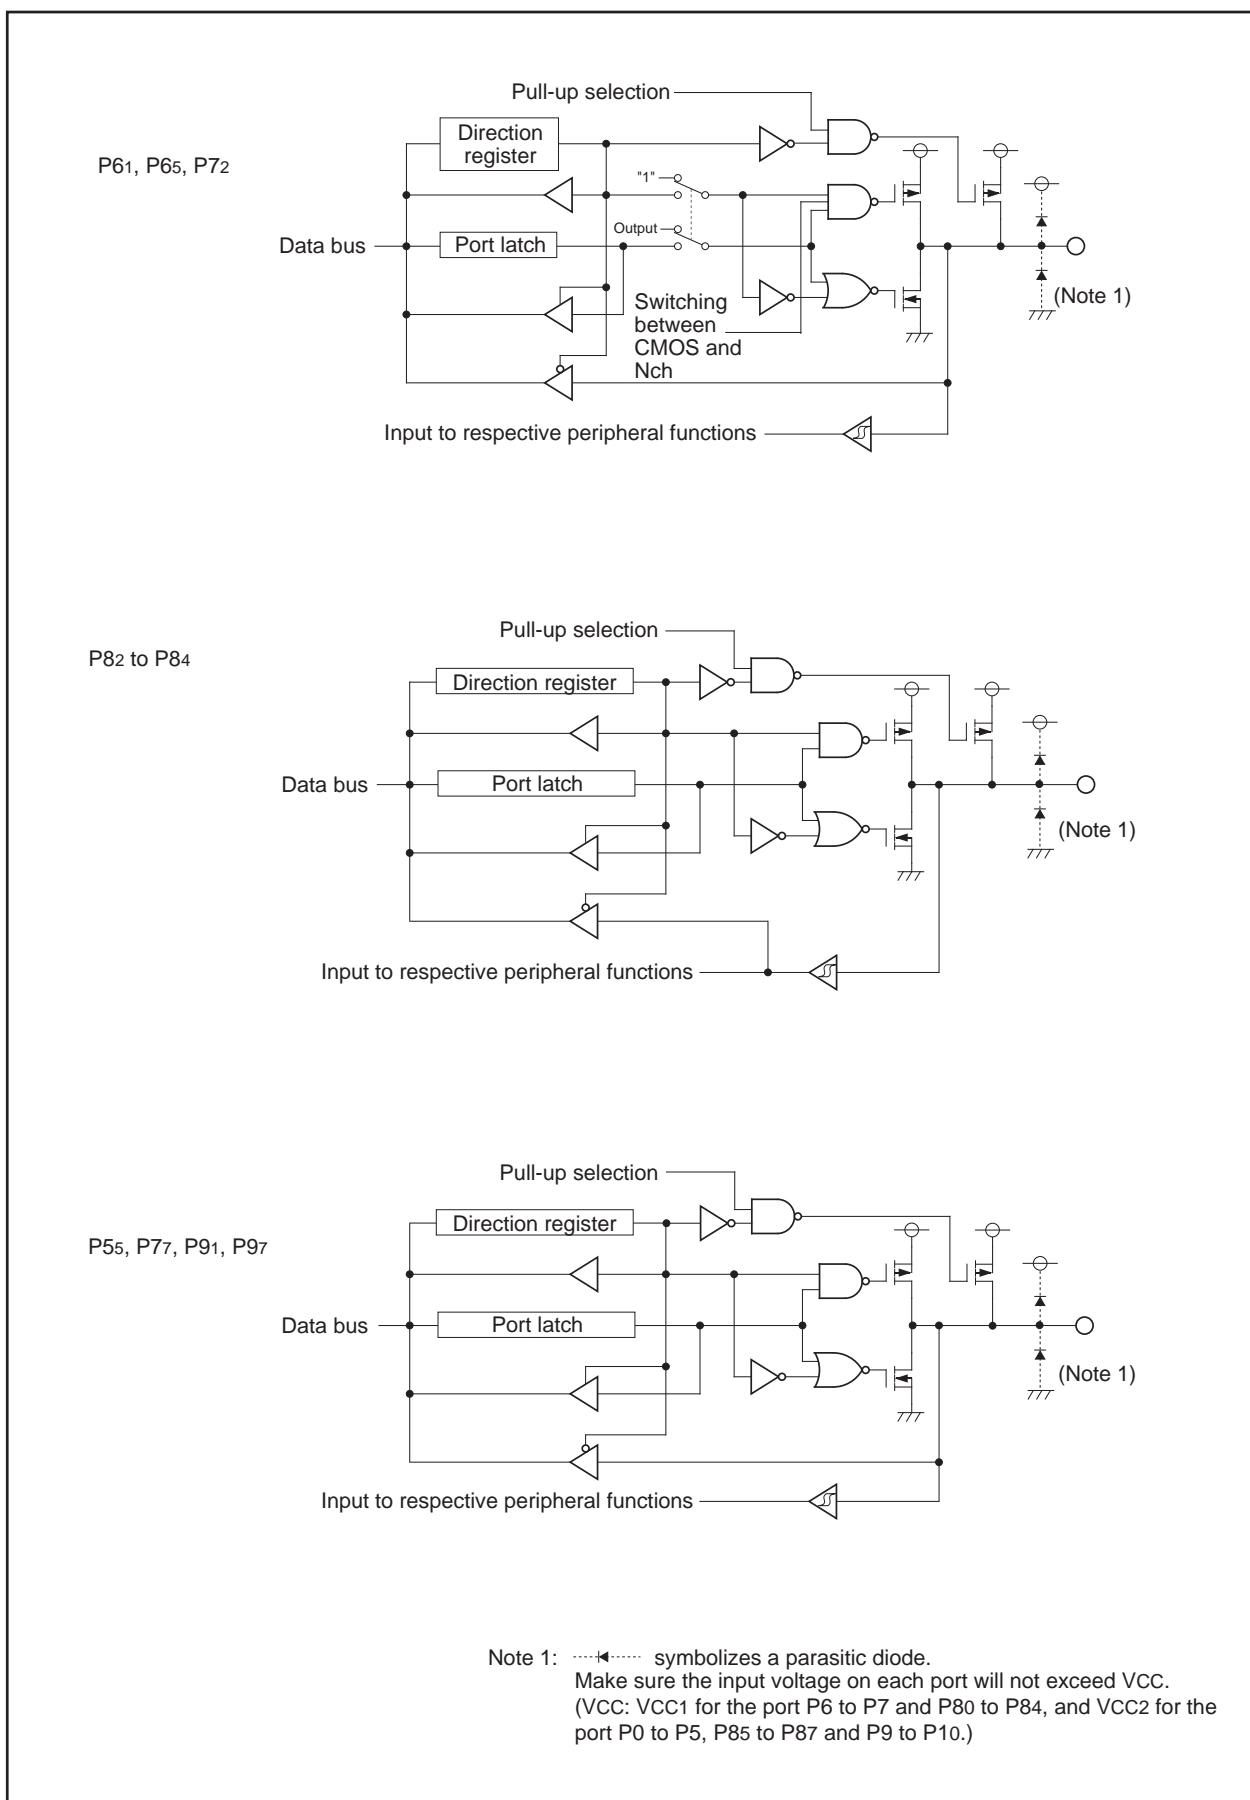 Pull-up selection
Direction
register
P61, P65, P72
"1"
Output
Data bus
Port latch
(Note 1)
Switching
between
CMOS and
Nch
Input to respective peripheral functions
Pull-up selection
P82 to P84
Direction register
Data bus
Port latch
(Note 1)
Input to respective peripheral functions
Pull-up selection
Direction register
P55, P77, P91, P97
Data bus
Port latch
(Note 1)
Input to respective peripheral functions
Note 1: symbolizes a parasitic diode.
Make sure the input voltage on each port will not exceed VCC.
(VCC: VCC1 for the port P6 to P7 and P80 to P84, and VCC2 for the
port P0 to P5, P85 to P87 and P9 to P10.)